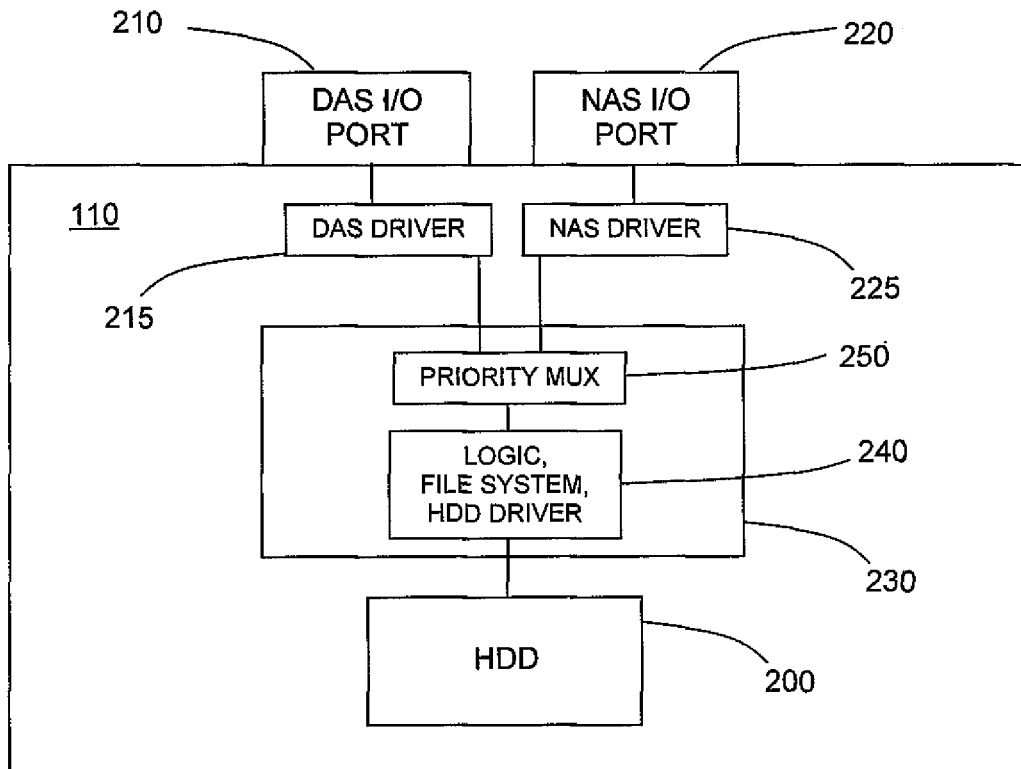 210
220
DAS I/O
PORT
NAS I/O
PORT
110
DAS DRIVER
NAS DRIVER
215
225
PRIORITY MUX
250
LOGIC,
FILE SYSTEM,
HDD DRIVER
240
230
HDD
200